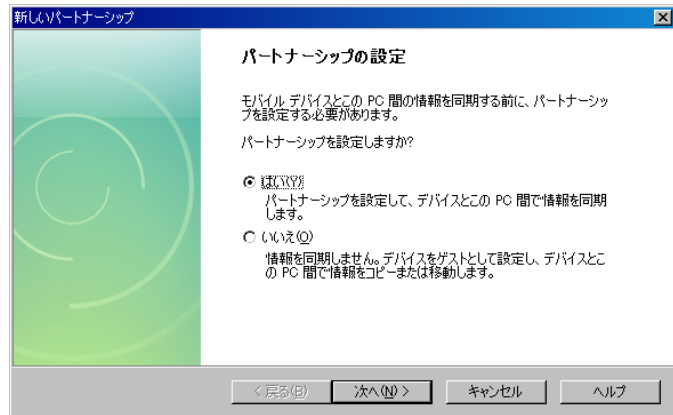 新しいパートナーシップ
パートナーシップの設定
モバイル デバイスとこの PC 間の情報を同期する前に、パートナーシッ
プを設定する必要があります。
パートナーシップを設定しますか?
はい(Y)
パートナーシップを設定して、デバイスとこの PC 間で情報を同期
します。
いいえ(O)
情報を同期しません。デバイスをゲストとして設定し、デバイスとこ
の PC 間で情報をコピーまたは移動します。
< 戻る(B) 次へ(N) > キャンセル ヘルプ